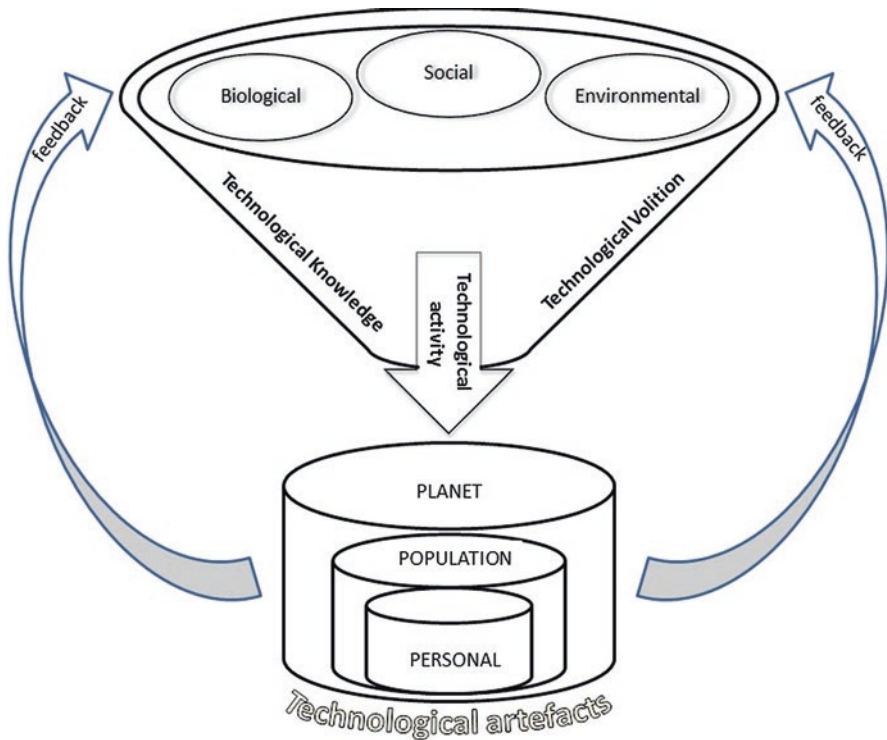 Social
Biological
Environmental
feedback
feedback
Technological Knowledge
Technological Volition
Technological
activity
PLANET
POPULATION
PERSONAL
Technological artefacts